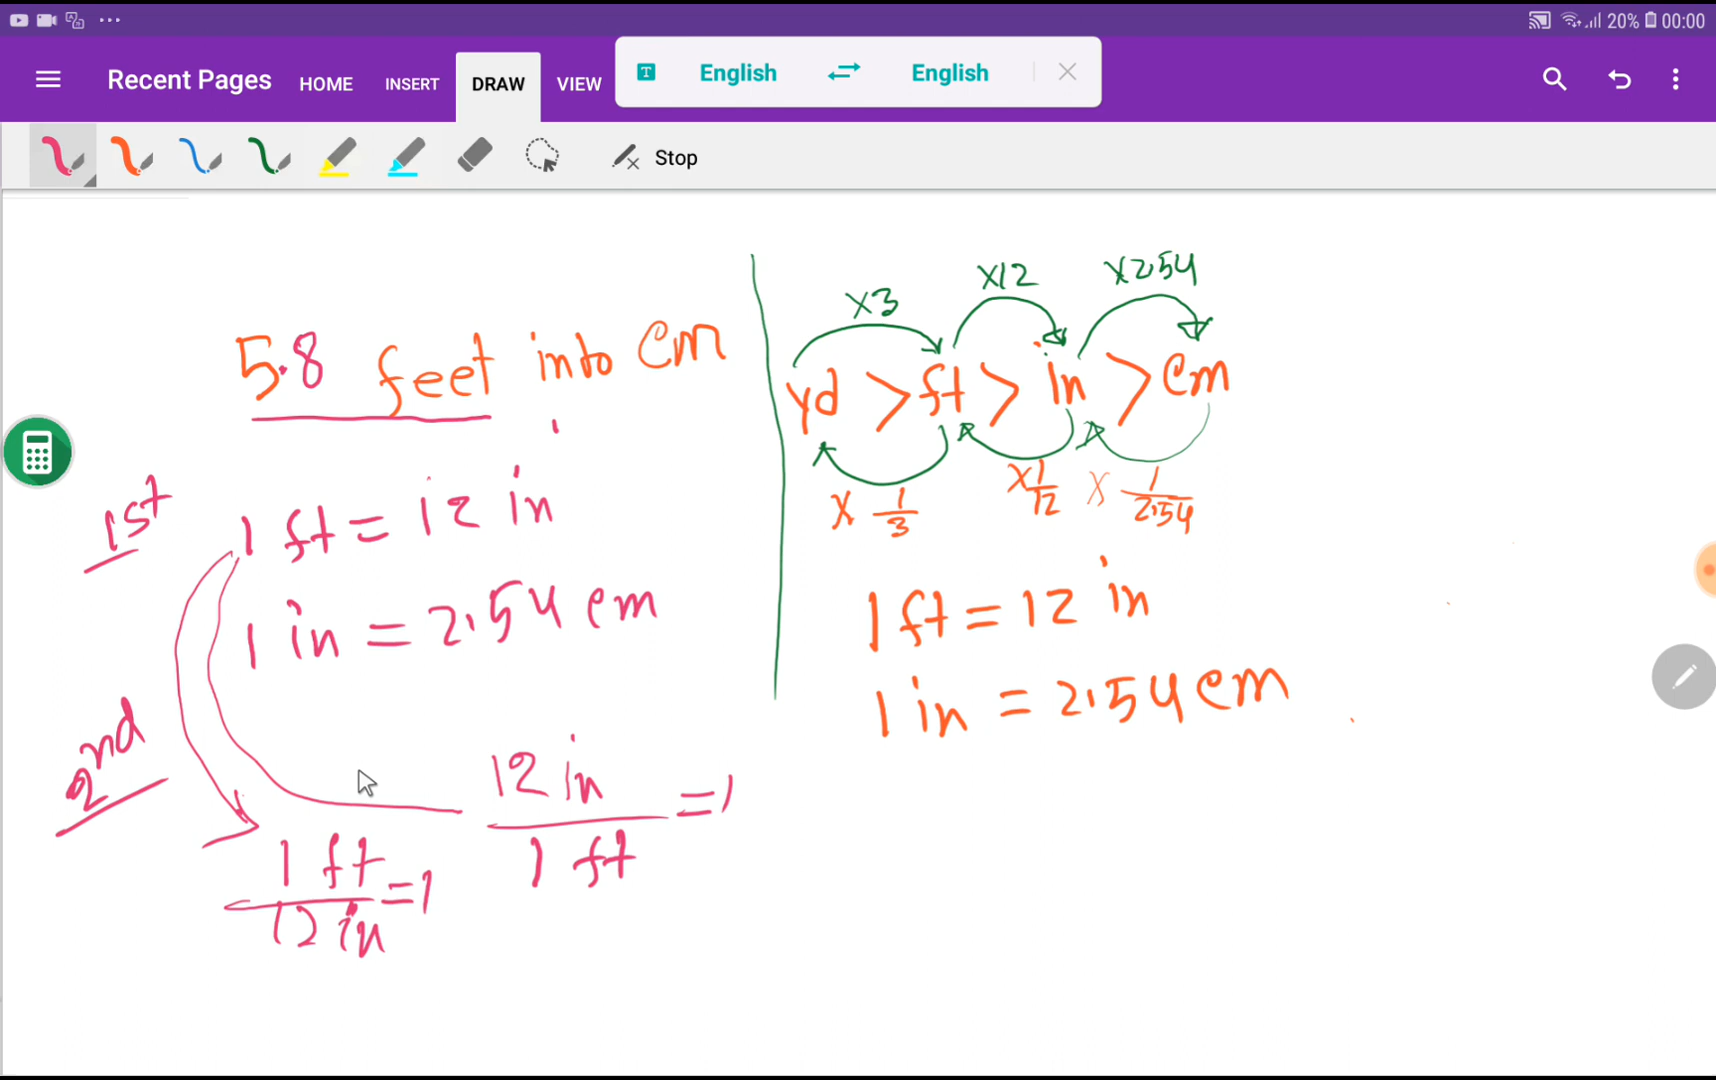 20% 00:00
Recent Pages HOME INSERT DRAW VIEW
English English
Stop
5.8 feet into cm
1st
1 ft = 12 in
1 in = 2.54 cm
2nd
1 ft / 12 in = 1
12 in / 1 ft = 1
×3 ×12 ×2.54
yd > ft > in > cm
× 1/3 × 1/12 × 1/2.54
1 ft = 12 in
1 in = 2.54 cm